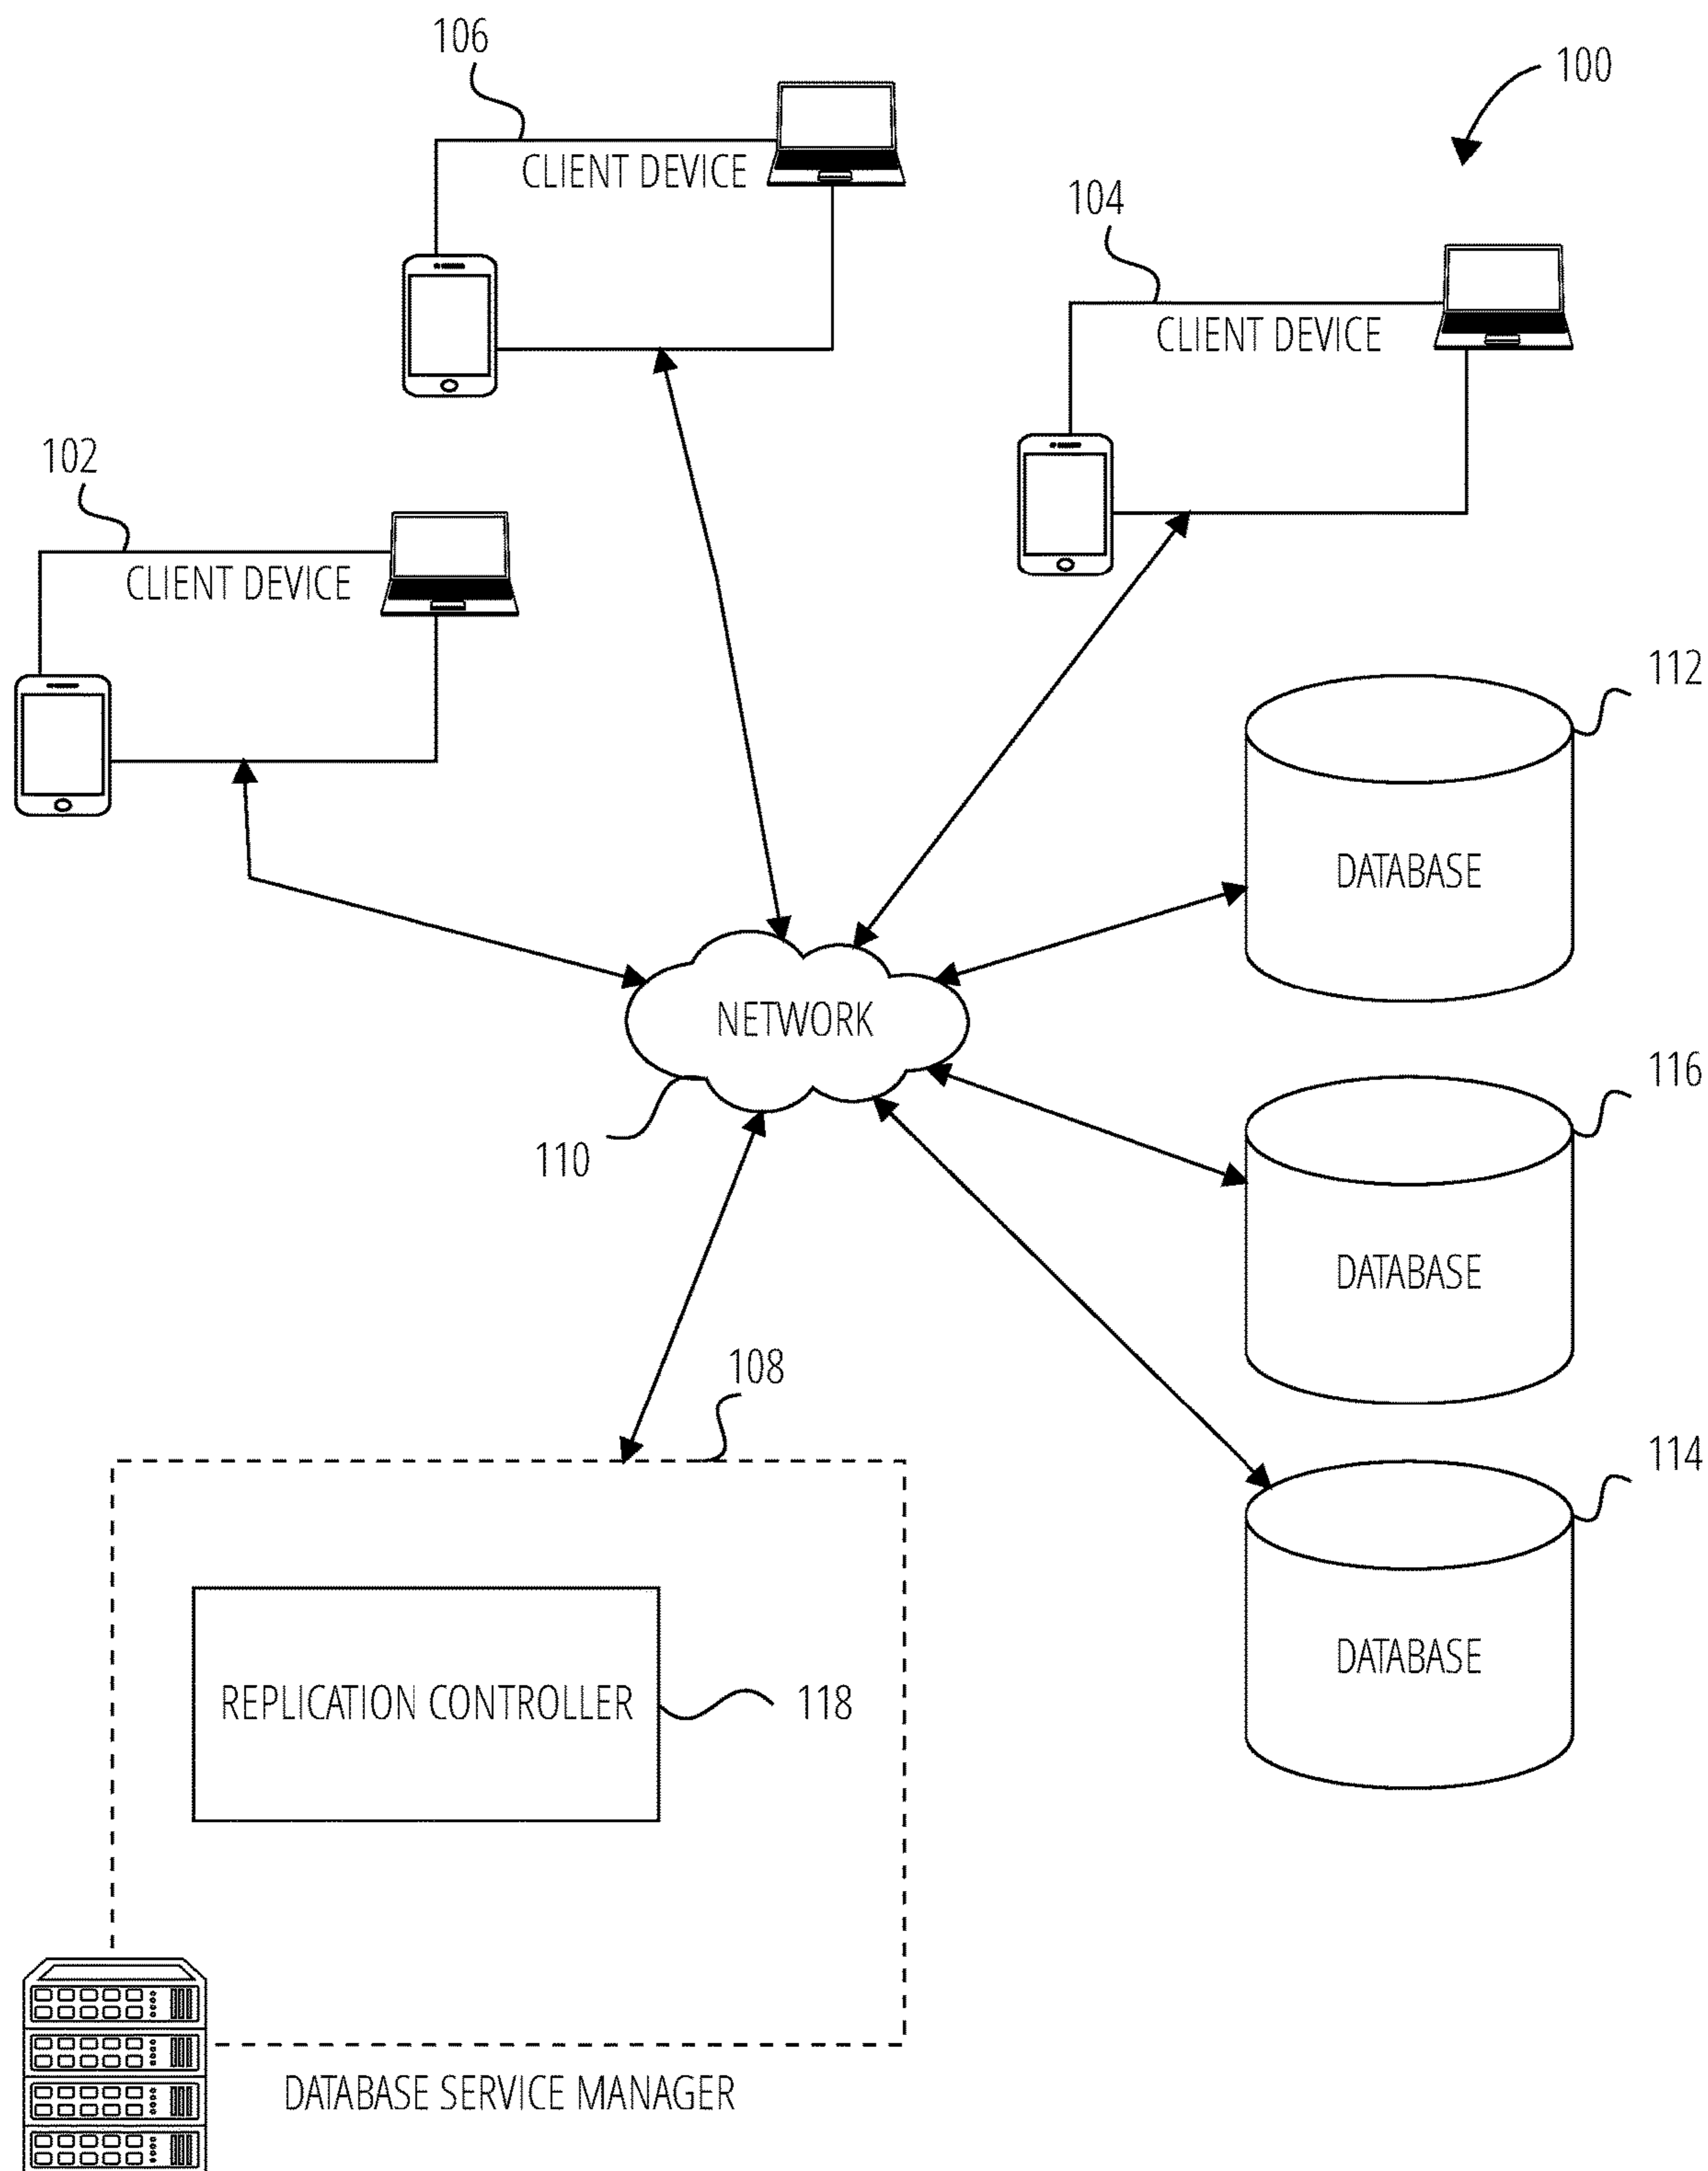 106
100
CLIENT DEVICE
104
CLIENT DEVICE
102
CLIENT DEVICE
112
DATABASE
NETWORK
116
110
DATABASE
108
114
DATABASE
REPLICATION CONTROLLER
118
DATABASE SERVICE MANAGER